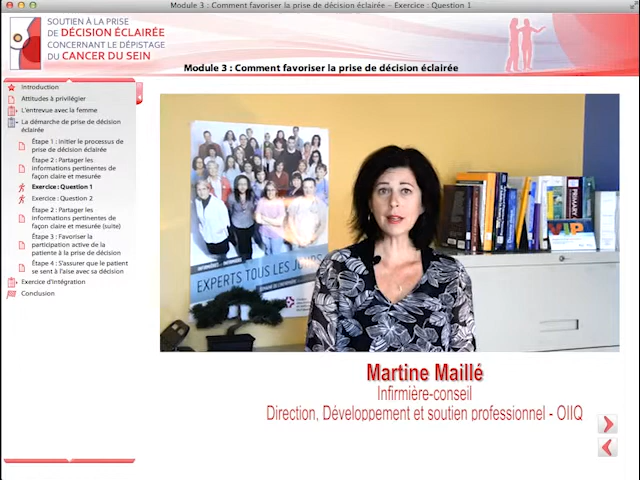 Module 3 : Comment favoriser la prise de décision éclairée – Exercice : Question 1
SOUTIEN À LA PRISE
DE DÉCISION ÉCLAIRÉE
CONCERNANT LE DÉPISTAGE
DU CANCER DU SEIN
Module 3 : Comment favoriser la prise de décision éclairée
Introduction
Attitudes à privilégier
L'entrevue avec la femme
La démarche de prise de décision
éclairée
Étape 1 : Initier le processus de
prise de décision éclairée
Étape 2 : Partager les
informations pertinentes de
façon claire et mesurée
Exercice : Question 1
Exercice : Question 2
Étape 2 : Partager les
informations pertinentes de
façon claire et mesurée (suite)
Étape 3 : Favoriser la
participation active de la
patiente à la prise de décision
Étape 4 : S'assurer que le patient
se sent à l'aise avec sa décision
Exercice d'intégration
Conclusion
EXPERTS TOUS LES JOURS
VIP
Martine Maillé
Infirmière-conseil
Direction, Développement et soutien professionnel - OIIQ